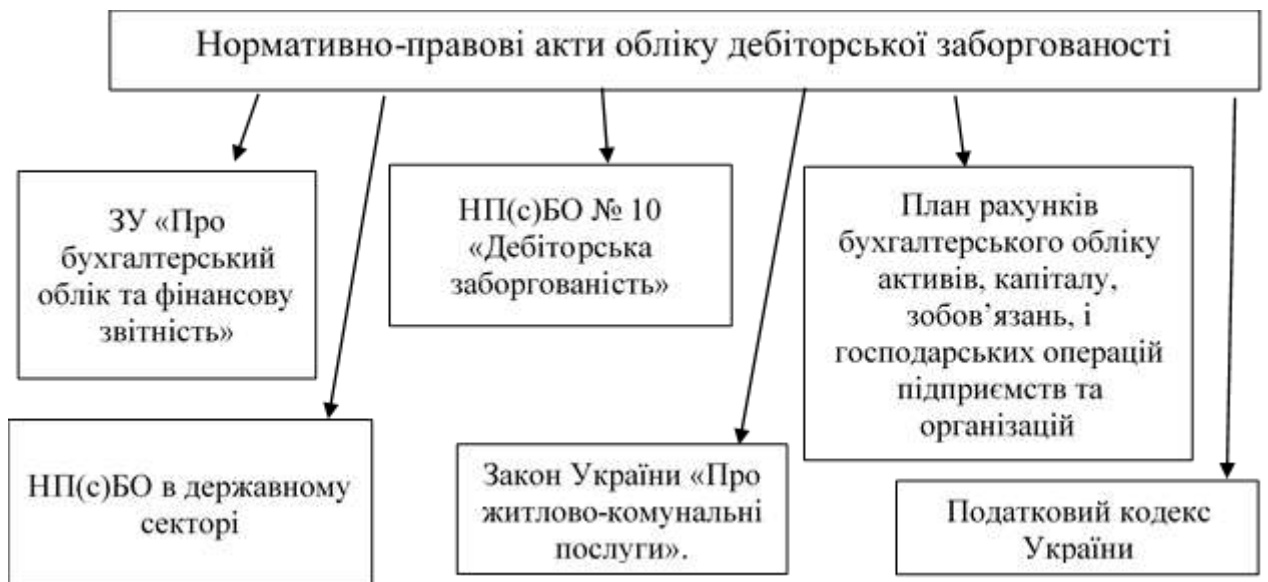 Нормативно-правові акти обліку дебіторської заборгованості
ЗУ «Про
бухгалтерський
облік та фінансову
звітність»
НП(с)БО № 10
«Дебіторська
заборгованість»
План рахунків
бухгалтерського обліку
активів, капіталу,
зобов’язань, і
господарських операцій
підприємств та
організацій
НП(с)БО в державному
секторі
Закон України «Про
житлово-комунальні
послуги».
Податковий кодекс
України